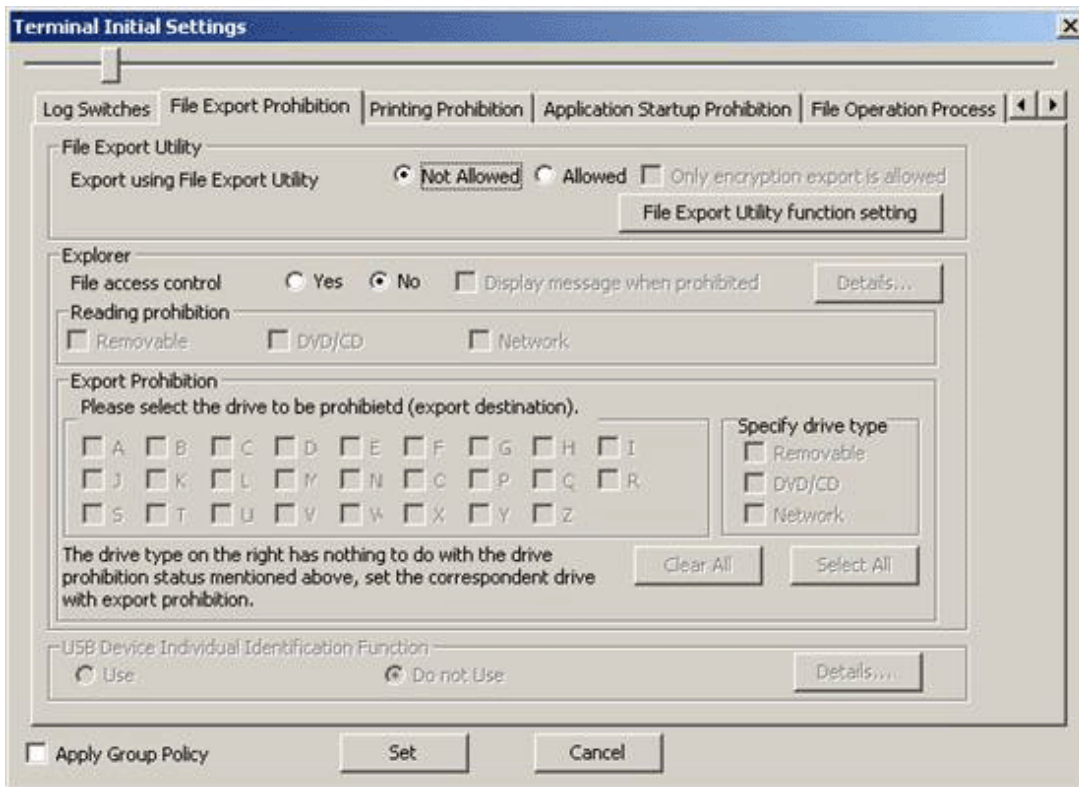 Terminal Initial Settings
Log Switches File Export Prohibition Printing Prohibition Application Startup Prohibition File Operation Process
File Export Utility
Export using File Export Utility Not Allowed Allowed Only encryption export is allowed
File Export Utility function setting
Explorer
File access control Yes No Display message when prohibited Details...
Reading prohibition
Removable DVD/CD Network
Export Prohibition
Please select the drive to be prohibietd (export destination).
Specify drive type
A B C D E F G H I
Removable
J K L M N O P Q R
DVD/CD
S T U V W X Y Z
Network
The drive type on the right has nothing to do with the drive
prohibition status mentioned above, set the correspondent drive
with export prohibition.
Clear All Select All
USB Device Individual Identification Function
Use Do not Use Details...
Apply Group Policy Set Cancel